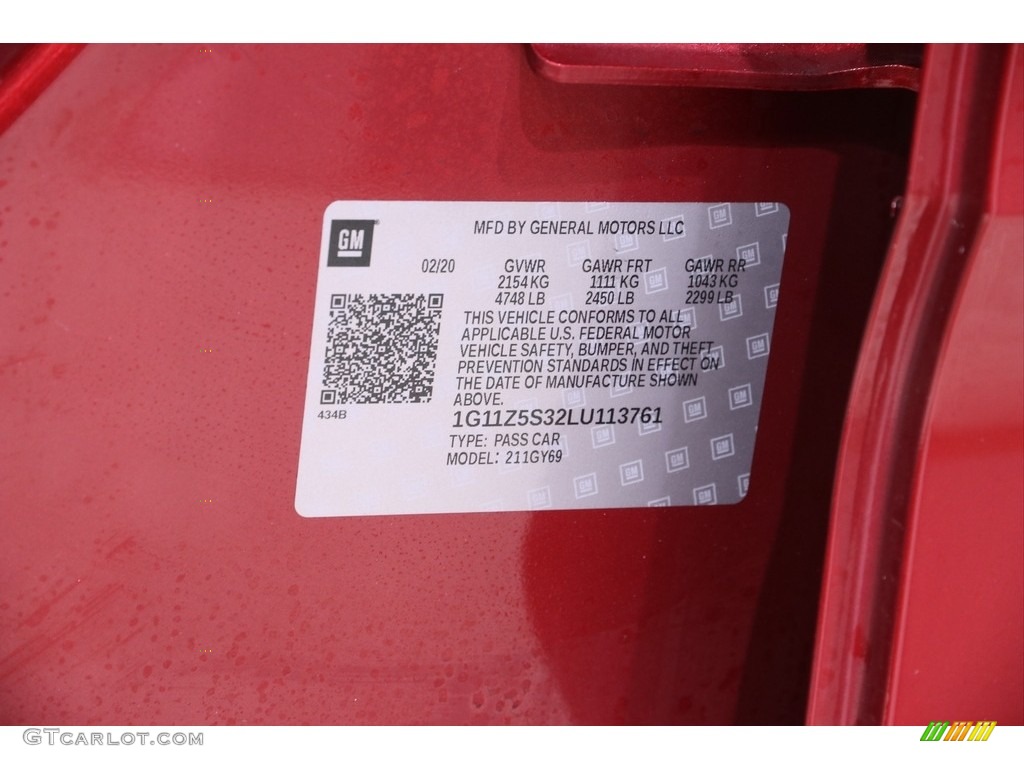 GM
MFD BY GENERAL MOTORS LLC
02/20 GVWR GAWR FRT GAWR RR
2154 KG 1111 KG 1043 KG
4748 LB 2450 LB 2299 LB
THIS VEHICLE CONFORMS TO ALL
APPLICABLE U.S. FEDERAL MOTOR
VEHICLE SAFETY, BUMPER, AND THEFT
PREVENTION STANDARDS IN EFFECT ON
THE DATE OF MANUFACTURE SHOWN
ABOVE.
434B
1G11Z5S32LU113761
TYPE: PASS CAR
MODEL: 211GY69
GTcarlot.com